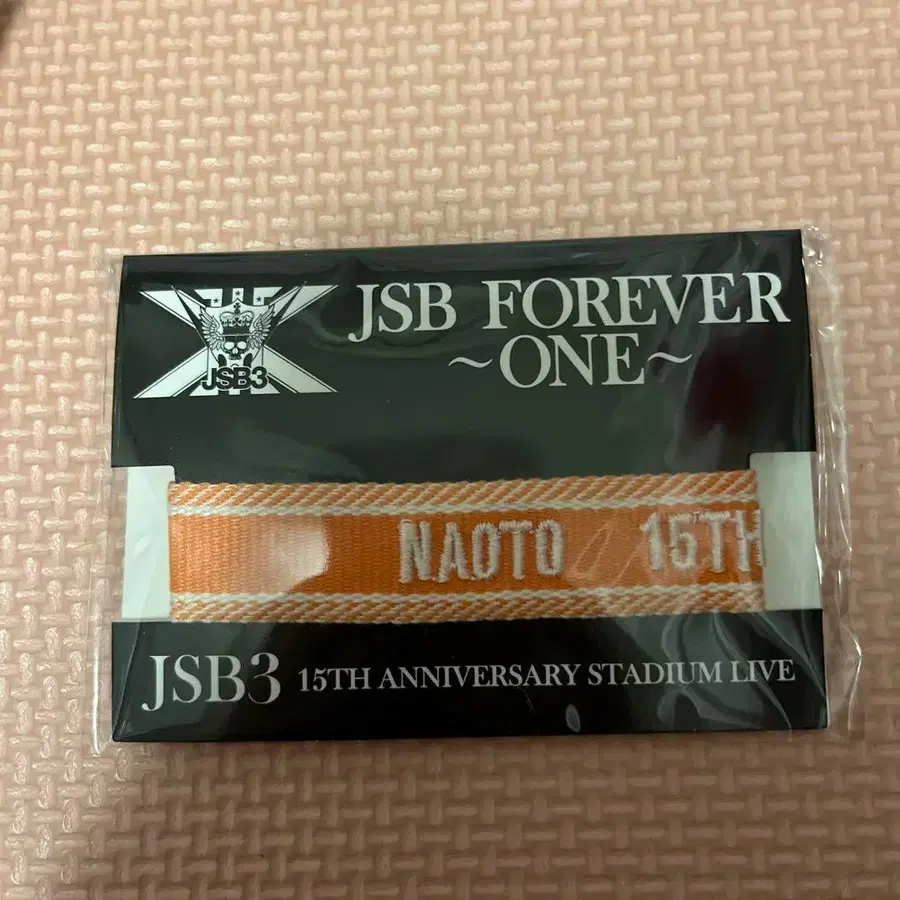 JSB3
JSB FOREVER
~ONE~
NAOTO 15TH
JSB3 15TH ANNIVERSARY STADIUM LIVE